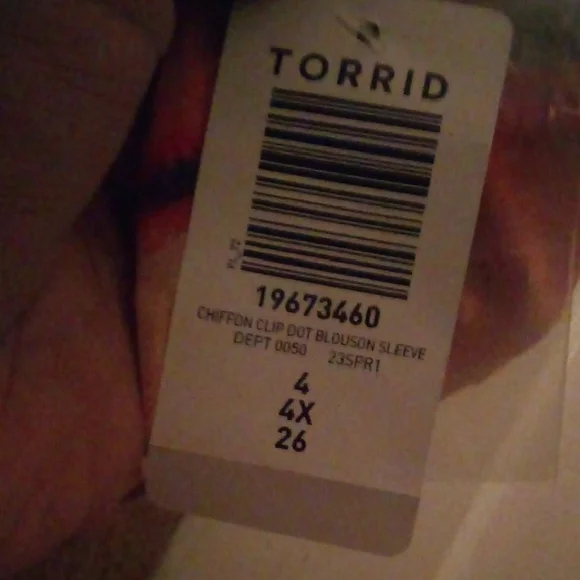 TORRID
19673460
CHIFFON CLIP DOT BLOUSON SLEEVE
DEPT 0050 23SPR1
4
4X
26